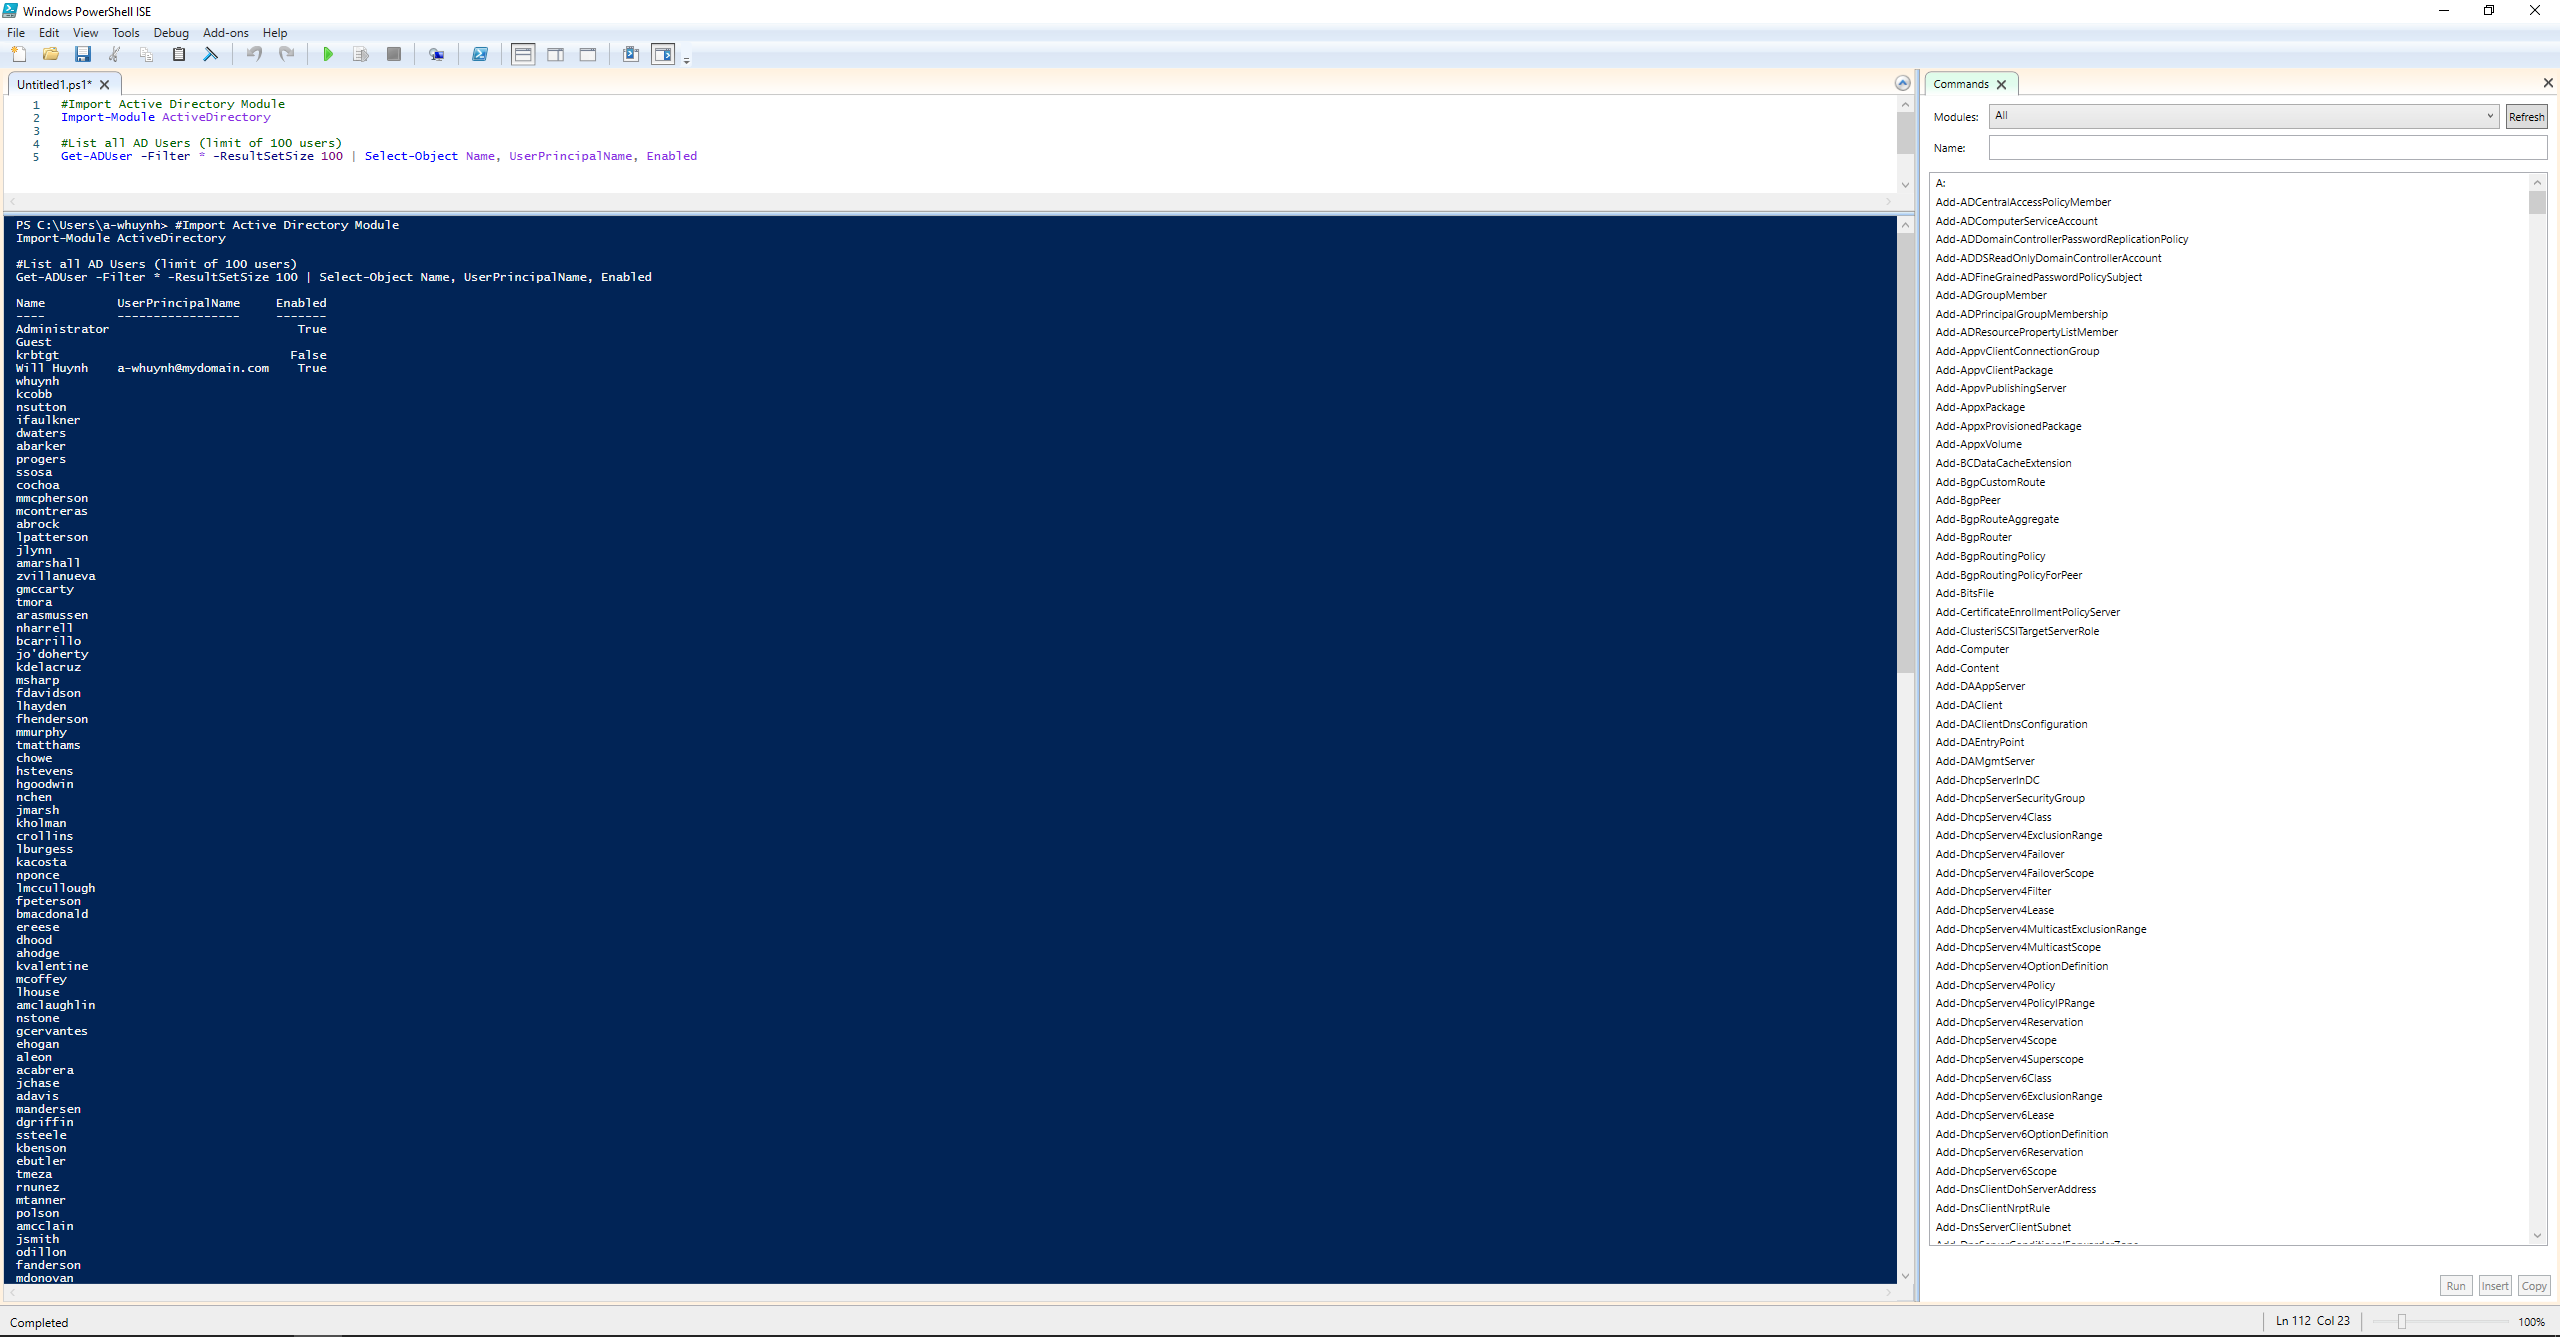 Windows PowerShell ISE
File Edit View Tools Debug Add-ons Help
Untitled1.ps1*
1 #Import Active Directory Module
2 Import-Module ActiveDirectory
3
4 #List all AD Users (limit of 100 users)
5 Get-ADUser -Filter * -ResultSetSize 100 | Select-Object Name, UserPrincipalName, Enabled
PS C:\Users\a-whuynh> #Import Active Directory Module
Import-Module ActiveDirectory
#List all AD Users (limit of 100 users)
Get-ADUser -Filter * -ResultSetSize 100 | Select-Object Name, UserPrincipalName, Enabled
Name UserPrincipalName Enabled
---- ----------------- -------
Administrator True
Guest
krbtgt False
Will Huynh a-whuynh@mydomain.com True
whuynh
kcobb
nsutton
ifaulkner
dwaters
abarker
progers
ssosa
cochoa
mmcpherson
mcontreras
abrock
lpatterson
jlynn
amarshall
zvillanueva
gmccarty
tmora
arasmussen
nharrell
bcarrillo
jo'doherty
kdelacruz
msharp
fdavidson
lhayden
fhenderson
mmurphy
tmatthams
chowe
hstevens
hgoodwin
nchen
jmarsh
kholman
crollins
lburgess
kacosta
nponce
lmccullough
fpeterson
bmacdonald
ereese
dhood
ahodge
kvalentine
mcoffey
lhouse
amclaughlin
nstone
gcervantes
ehogan
aleon
acabrera
jchase
adavis
mandersen
dgriffin
ssteele
kbenson
ebutler
tmeza
rnunez
mtanner
polson
amcclain
jsmith
odillon
fanderson
mdonovan
Commands
Modules: All Refresh
Name:
A:
Add-ADCentralAccessPolicyMember
Add-ADComputerServiceAccount
Add-ADDomainControllerPasswordReplicationPolicy
Add-ADDSReadOnlyDomainControllerAccount
Add-ADFineGrainedPasswordPolicySubject
Add-ADGroupMember
Add-ADPrincipalGroupMembership
Add-ADResourcePropertyListMember
Add-AppvClientConnectionGroup
Add-AppvClientPackage
Add-AppvPublishingServer
Add-AppxPackage
Add-AppxProvisionedPackage
Add-AppxVolume
Add-BCDataCacheExtension
Add-BgpCustomRoute
Add-BgpPeer
Add-BgpRouteAggregate
Add-BgpRouter
Add-BgpRoutingPolicy
Add-BgpRoutingPolicyForPeer
Add-BitsFile
Add-CertificateEnrollmentPolicyServer
Add-ClusteriSCSITargetServerRole
Add-Computer
Add-Content
Add-DAAppServer
Add-DAClient
Add-DAClientDnsConfiguration
Add-DAEntryPoint
Add-DAMgmtServer
Add-DhcpServerInDC
Add-DhcpServerSecurityGroup
Add-DhcpServerv4Class
Add-DhcpServerv4ExclusionRange
Add-DhcpServerv4Failover
Add-DhcpServerv4FailoverScope
Add-DhcpServerv4Filter
Add-DhcpServerv4Lease
Add-DhcpServerv4MulticastExclusionRange
Add-DhcpServerv4MulticastScope
Add-DhcpServerv4OptionDefinition
Add-DhcpServerv4Policy
Add-DhcpServerv4PolicyIPRange
Add-DhcpServerv4Reservation
Add-DhcpServerv4Scope
Add-DhcpServerv4Superscope
Add-DhcpServerv6Class
Add-DhcpServerv6ExclusionRange
Add-DhcpServerv6Lease
Add-DhcpServerv6OptionDefinition
Add-DhcpServerv6Reservation
Add-DhcpServerv6Scope
Add-DnsClientDohServerAddress
Add-DnsClientNrptRule
Add-DnsServerClientSubnet
Run Insert Copy
Completed
Ln 112 Col 23 100%